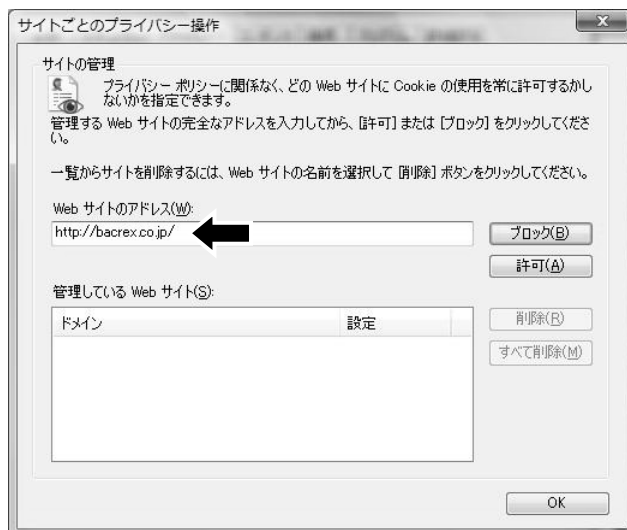 サイトごとのプライバシー操作
サイトの管理
プライバシー ポリシーに関係なく、どの Web サイトに Cookie の使用を常に許可するかし
ないかを指定できます。
管理する Web サイトの完全なアドレスを入力してから、[許可] または [ブロック] をクリックしてくださ
い。
一覧からサイトを削除するには、Web サイトの名前を選択して [削除] ボタンをクリックしてください。
Web サイトのアドレス(W):
http://bacrex.co.jp/
ブロック(B)
許可(A)
管理している Web サイト(S):
ドメイン 設定
削除(R)
すべて削除(M)
OK